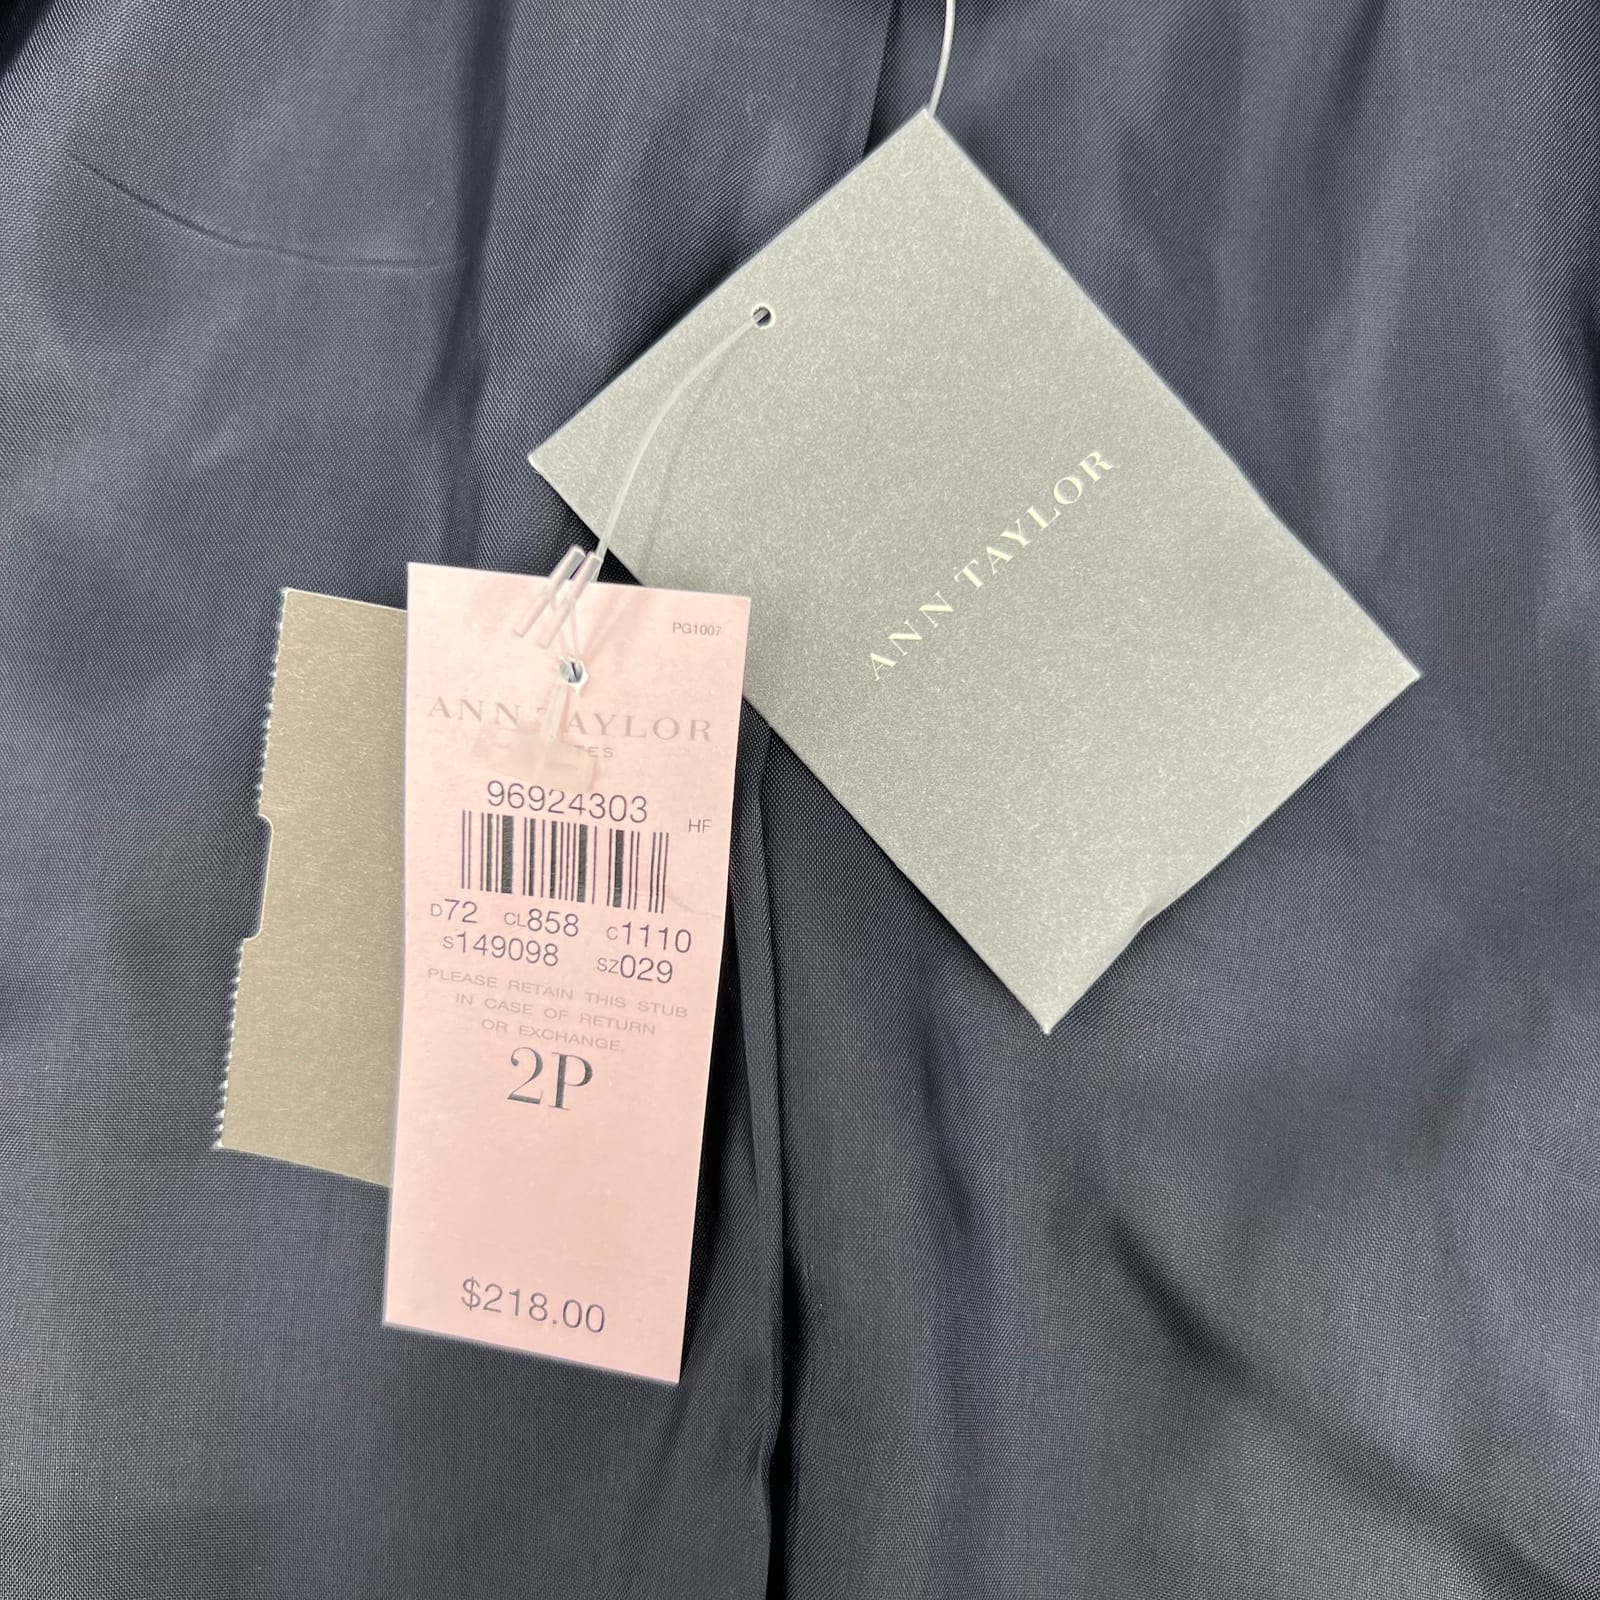 ANN TAYLOR
PG1007
ANN TAYLOR
96924303
HF
D72 CL858 C1110
S149098 SZ029
PLEASE RETAIN THIS STUB
IN CASE OF RETURN
OR EXCHANGE.
2P
$218.00